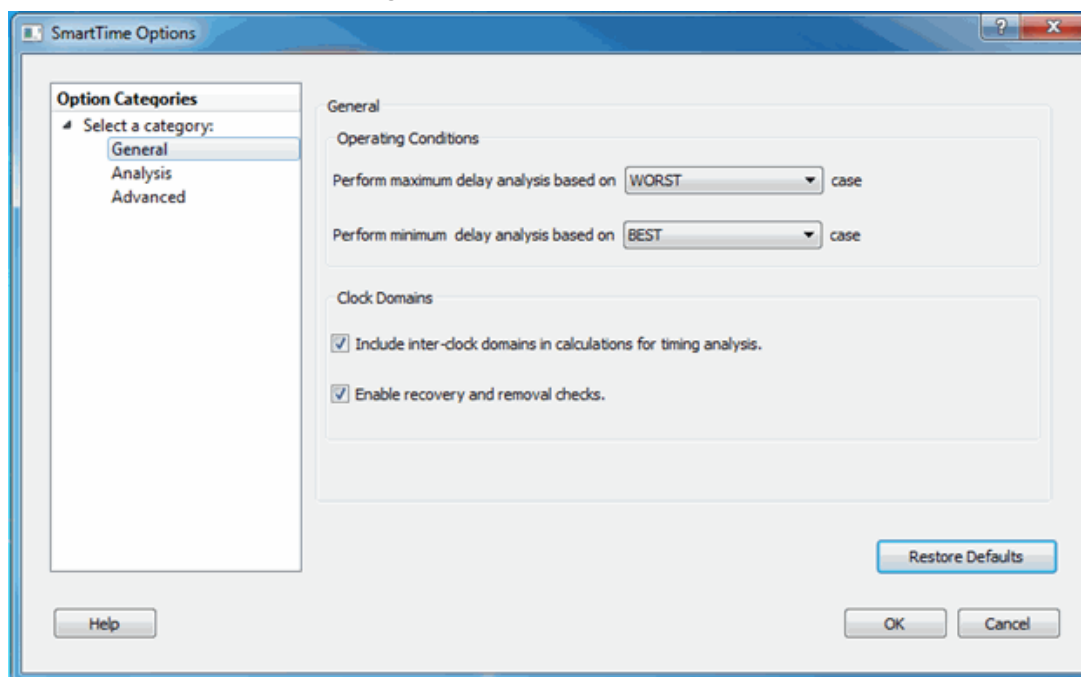 SmartTime Options
Option Categories
Select a category:
General
Analysis
Advanced
General
Operating Conditions
Perform maximum delay analysis based on WORST case
Perform minimum delay analysis based on BEST case
Clock Domains
Include inter-clock domains in calculations for timing analysis.
Enable recovery and removal checks.
Restore Defaults
Help OK Cancel